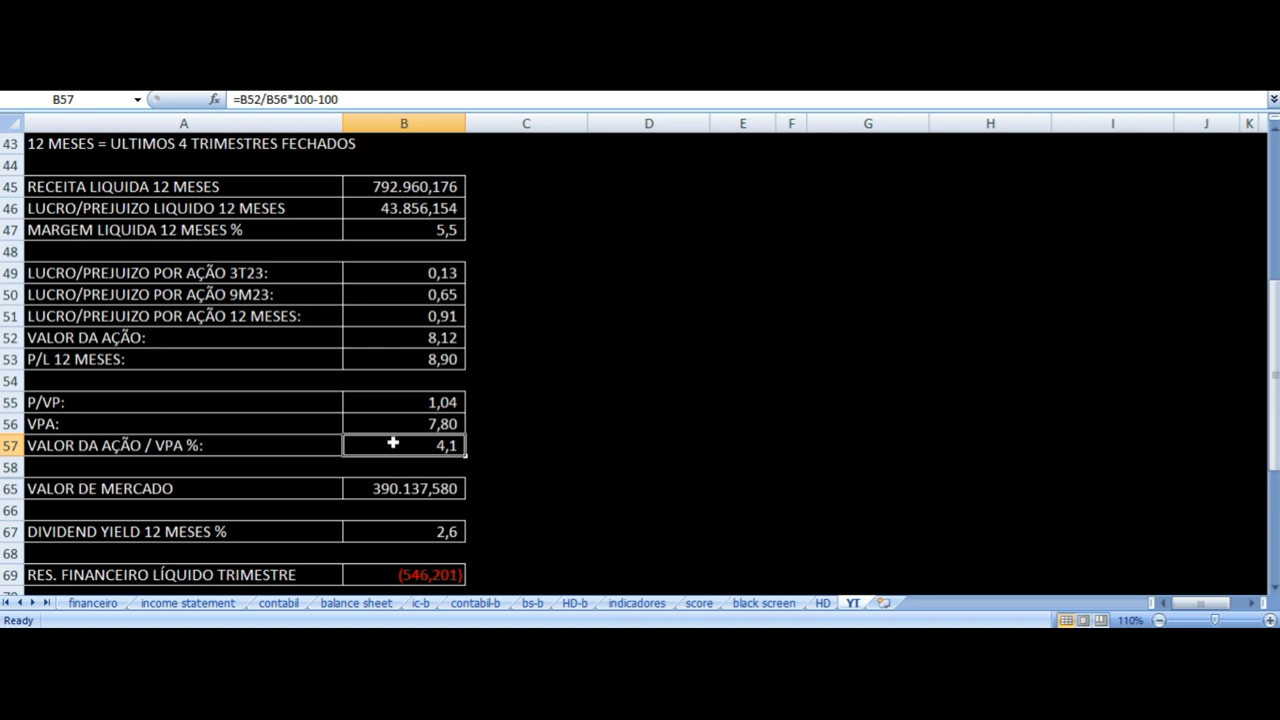 B57 fx =B52/B56*100-100
A B C D E F G H I J K
43 12 MESES = ULTIMOS 4 TRIMESTRES FECHADOS
44
45 RECEITA LIQUIDA 12 MESES 792.960,176
46 LUCRO/PREJUIZO LIQUIDO 12 MESES 43.856,154
47 MARGEM LIQUIDA 12 MESES % 5,5
48
49 LUCRO/PREJUIZO POR AÇÃO 3T23: 0,13
50 LUCRO/PREJUIZO POR AÇÃO 9M23: 0,65
51 LUCRO/PREJUIZO POR AÇÃO 12 MESES: 0,91
52 VALOR DA AÇÃO: 8,12
53 P/L 12 MESES: 8,90
54
55 P/VP: 1,04
56 VPA: 7,80
57 VALOR DA AÇÃO / VPA %: 4,1
58
65 VALOR DE MERCADO 390.137,580
66
67 DIVIDEND YIELD 12 MESES % 2,6
68
69 RES. FINANCEIRO LÍQUIDO TRIMESTRE (546,201)
financeiro income statement contabil balance sheet ic-b contabil-b bs-b HD-b indicadores score black screen HD YT
Ready 110%